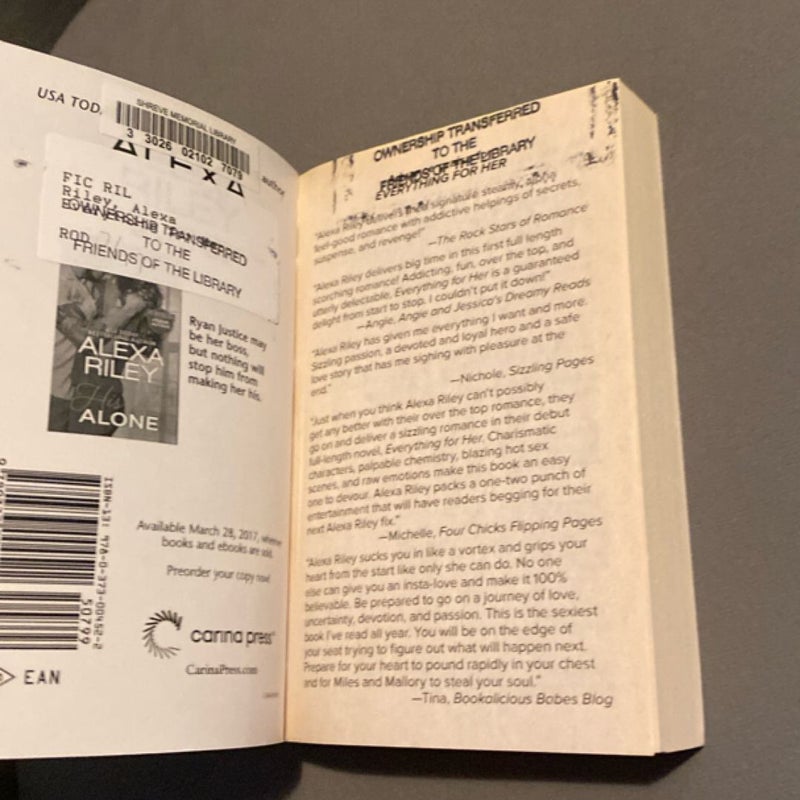 USA TOD
SHREVE MEMORIAL LIBRARY
3 3026 02102 7079
author
FIC RIL
Riley, Alexa
OWNERSHIP TRANSFERRED
ROD
TO THE
FRIENDS OF THE LIBRARY
ALEXA
RILEY
His
ALONE
Ryan Justice may
be her boss,
but nothing will
stop him from
making her his.
ISBN-13: 978-0-373-00452-2
50799
EAN
Available March 28, 2017, wherever
books and ebooks are sold.
Preorder your copy now!
carina press
CarinaPress.com
OWNERSHIP TRANSFERRED
TO THE
FRIENDS OF THE LIBRARY
EVERYTHING FOR HER
"Alexa Riley signature steamy, alpha
feel-good romance with addictive helpings of secrets,
suspense, and revenge!"
—The Rock Stars of Romance
"Alexa Riley delivers big time in this first full length
scorching romance! Addicting, fun, over the top, and
utterly delectable, Everything for Her is a guaranteed
delight from start to stop. I couldn't put it down!"
—Angie, Angie and Jessica's Dreamy Reads
"Alexa Riley has given me everything I want and more.
Sizzling passion, a devoted and loyal hero and a safe
love story that has me sighing with pleasure at the
end."
—Nichole, Sizzling Pages
"Just when you think Alexa Riley can't possibly
get any better with their over the top romance, they
go on and deliver a sizzling romance in their debut
full-length novel, Everything for Her. Charismatic
characters, palpable chemistry, blazing hot sex
scenes, and raw emotions make this book an easy
one to devour. Alexa Riley packs a one-two punch of
entertainment that will have readers begging for their
next Alexa Riley fix."
—Michelle, Four Chicks Flipping Pages
"Alexa Riley sucks you in like a vortex and grips your
heart from the start like only she can do. No one
else can give you an insta-love and make it 100%
believable. Be prepared to go on a journey of love,
uncertainty, devotion, and passion. This is the sexiest
book I've read all year. You will be on the edge of
your seat trying to figure out what will happen next.
Prepare for your heart to pound rapidly in your chest
and for Miles and Mallory to steal your soul."
—Tina, Bookalicious Babes Blog